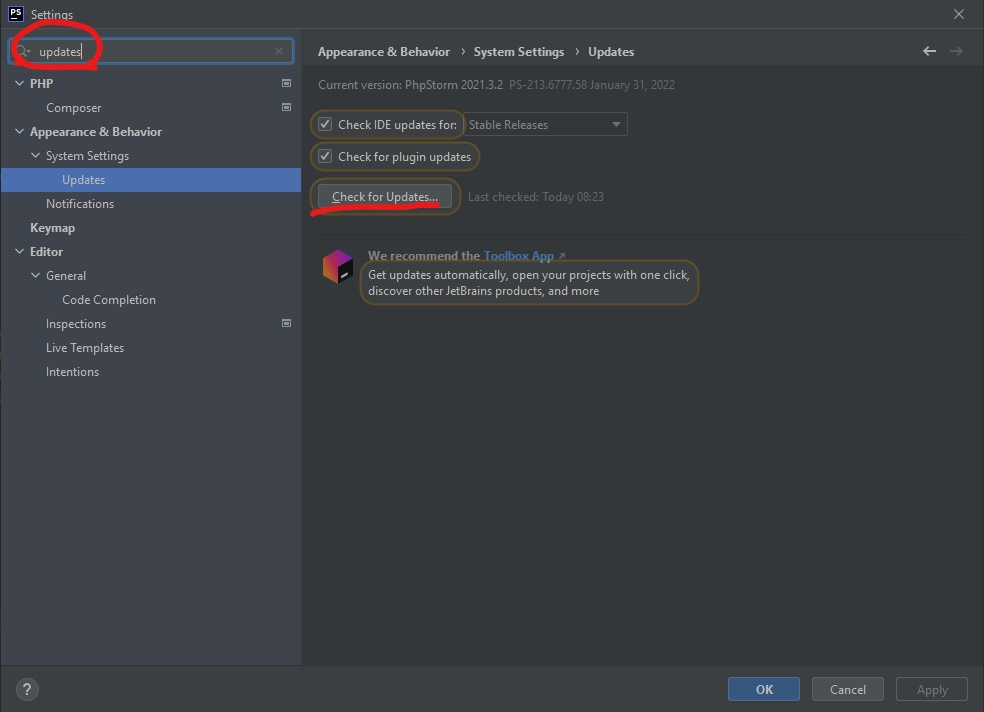 PS Settings
updates
PHP
Composer
Appearance & Behavior
System Settings
Updates
Notifications
Keymap
Editor
General
Code Completion
Inspections
Live Templates
Intentions
Appearance & Behavior › System Settings › Updates
Current version: PhpStorm 2021.3.2 PS-213.6777.58 January 31, 2022
Check IDE updates for: Stable Releases
Check for plugin updates
Check for Updates... Last checked: Today 08:23
We recommend the Toolbox App ↗
Get updates automatically, open your projects with one click,
discover other JetBrains products, and more
? OK Cancel Apply